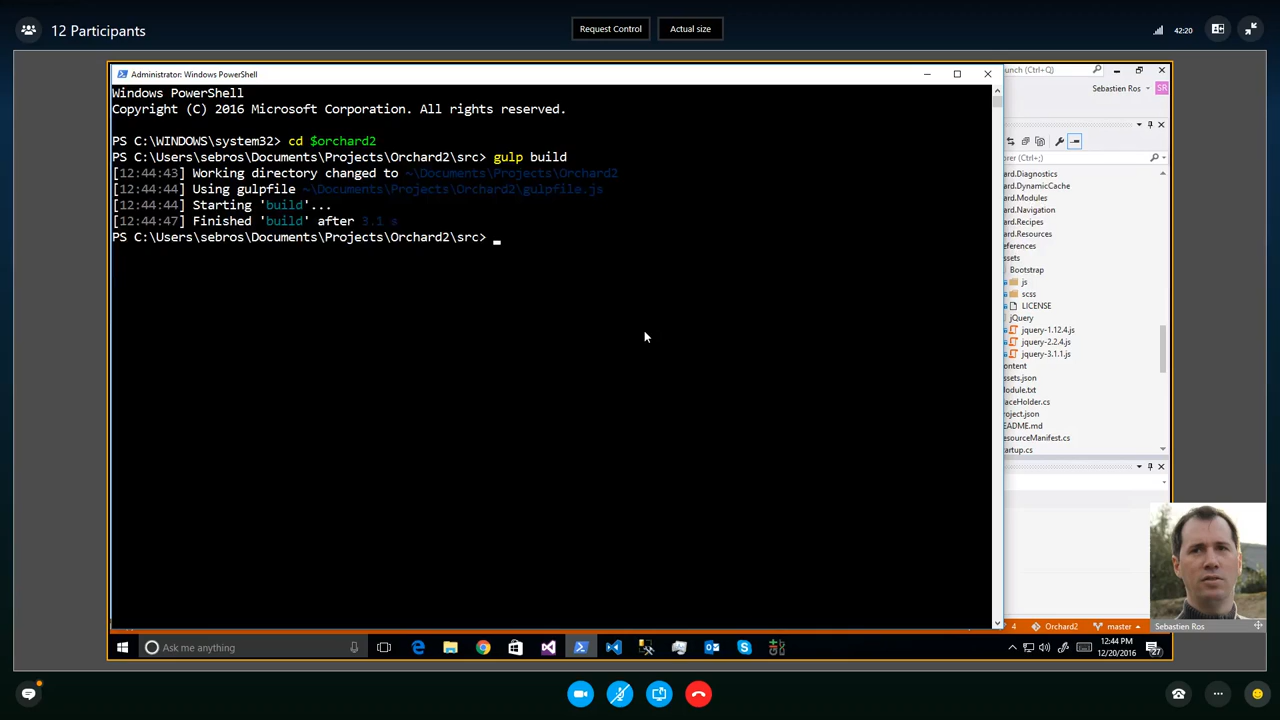 12 Participants
Request Control
Actual size
42:20
Administrator: Windows PowerShell
Windows PowerShell
Copyright (C) 2016 Microsoft Corporation. All rights reserved.
PS C:\WINDOWS\system32> cd $orchard2
PS C:\Users\sebros\Documents\Projects\Orchard2\src> gulp build
[12:44:43] Working directory changed to ~\Documents\Projects\Orchard2
[12:44:44] Using gulpfile ~\Documents\Projects\Orchard2\gulpfile.js
[12:44:44] Starting 'build'...
[12:44:47] Finished 'build' after 3.1 s
PS C:\Users\sebros\Documents\Projects\Orchard2\src>
unch (Ctrl+Q)
Sebastien Ros
SR
orer (Ctrl+;)
ard.Diagnostics
ard.DynamicCache
ard.Modules
ard.Navigation
ard.Recipes
ard.Resources
eferences
ssets
Bootstrap
js
scss
LICENSE
jQuery
jquery-1.12.4.js
jquery-2.2.4.js
jquery-3.1.1.js
ontent
ssets.json
odule.txt
laceHolder.cs
roject.json
EADME.md
esourceManifest.cs
tartup.cs
4
Orchard2
master
Sebastien Ros
Ask me anything
12:44 PM
12/20/2016
27